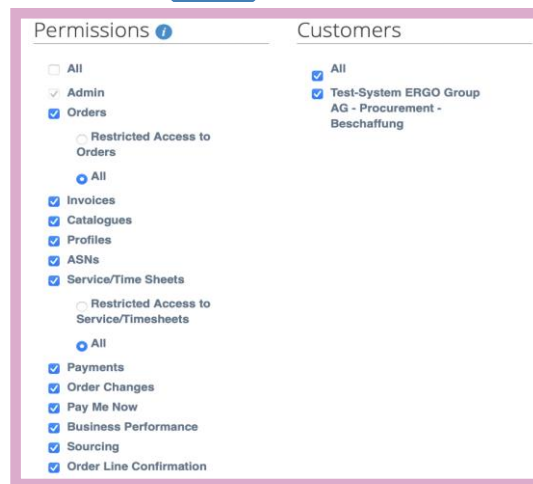 Permissions
Customers
All
Admin
Orders
Restricted Access to
Orders
All
Invoices
Catalogues
Profiles
ASNs
Service/Time Sheets
Restricted Access to
Service/Timesheets
All
Payments
Order Changes
Pay Me Now
Business Performance
Sourcing
Order Line Confirmation
All
Test-System ERGO Group
AG - Procurement -
Beschaffung